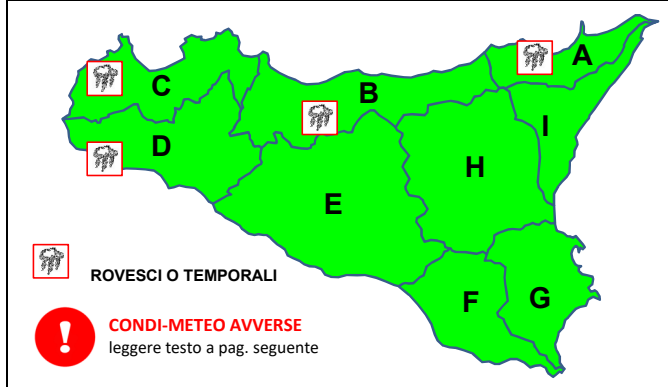 A
C
B
I
D
H
E
F
G
ROVESCI O TEMPORALI
CONDI-METEO AVVERSE
leggere testo a pag. seguente